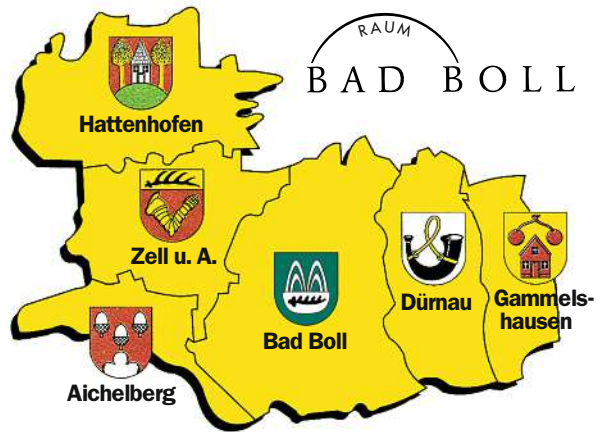 RAUM
BAD BOLL
Hattenhofen
Zell u. A.
Bad Boll
Dürnau
Gammels-
hausen
Aichelberg